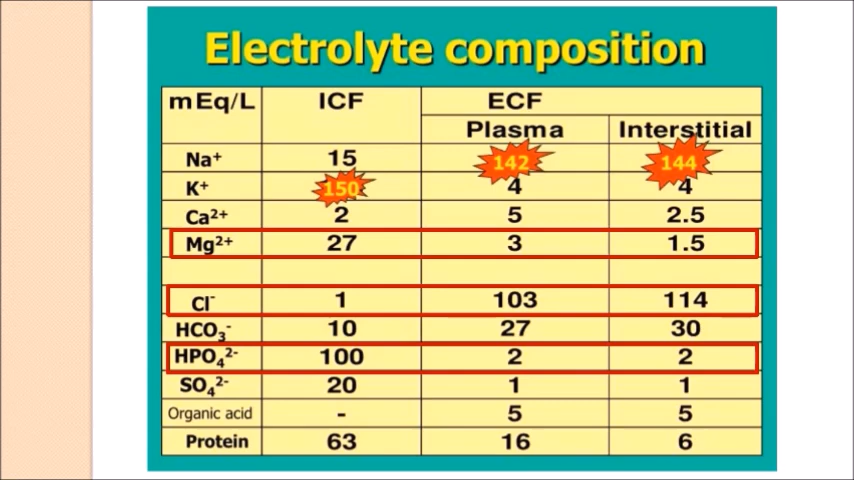 Electrolyte composition
mEq/L ICF ECF
Plasma Interstitial
Na⁺ 15 142 144
K⁺ 150 4 4
Ca²⁺ 2 5 2.5
Mg²⁺ 27 3 1.5
Cl⁻ 1 103 114
HCO₃⁻ 10 27 30
HPO₄²⁻ 100 2 2
SO₄²⁻ 20 1 1
Organic acid - 5 5
Protein 63 16 6